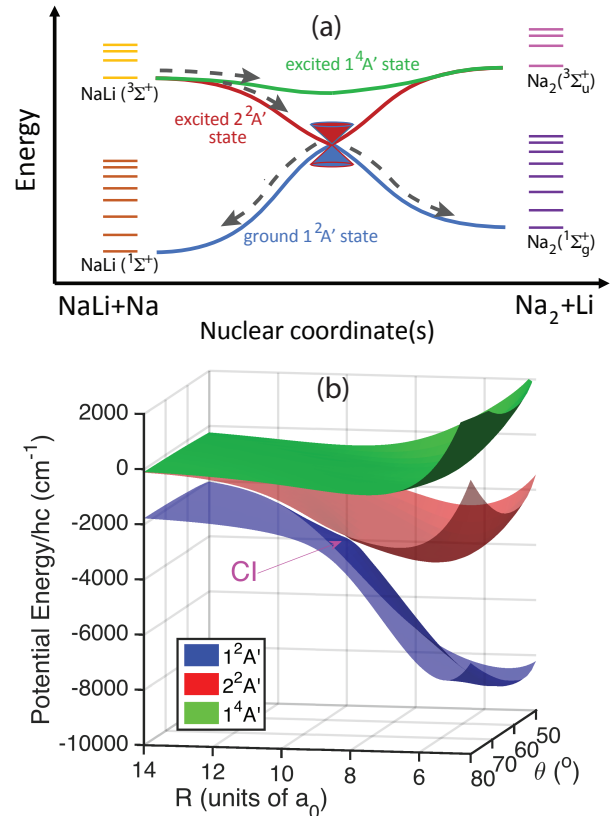 (a)
Energy
NaLi (³Σ⁺)
excited 1⁴A' state
Na₂(³Σᵤ⁺)
excited 2²A'
state
NaLi (¹Σ⁺)
ground 1²A' state
Na₂(¹Σg⁺)
NaLi+Na
Na₂+Li
Nuclear coordinate(s)
(b)
Potential Energy/hc (cm⁻¹)
2000
0
-2000
-4000
-6000
-8000
-10000
CI
1²A'
2²A'
1⁴A'
14
12
10
8
6
R (units of a₀)
80
70
60
50
θ (°)